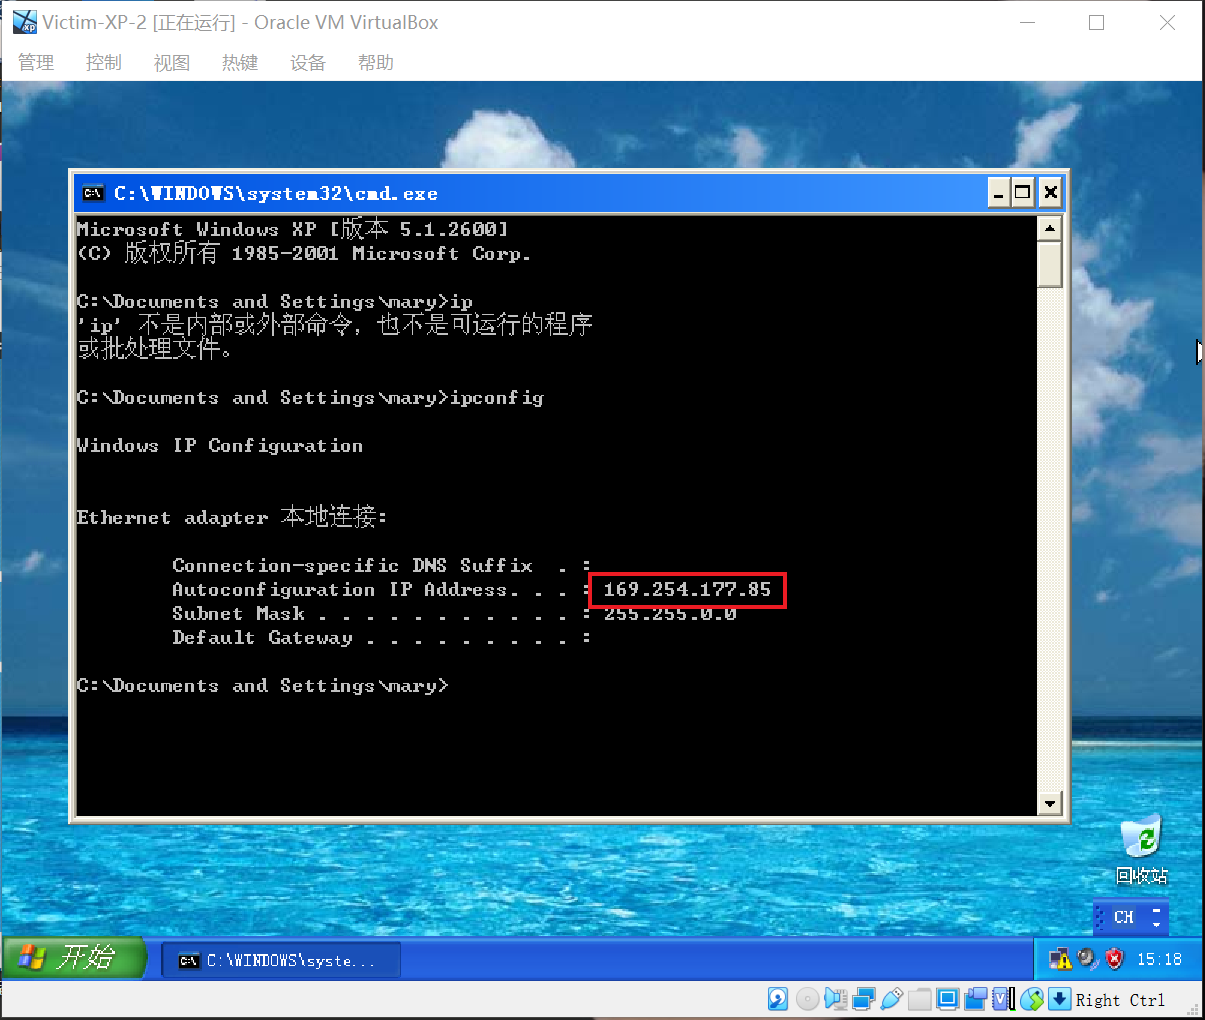 Victim-XP-2 [正在运行] - Oracle VM VirtualBox
管理 控制 视图 热键 设备 帮助
C:\WINDOWS\system32\cmd.exe
Microsoft Windows XP [版本 5.1.2600]
(C) 版权所有 1985-2001 Microsoft Corp.
C:\Documents and Settings\mary>ip
'ip' 不是内部或外部命令，也不是可运行的程序
或批处理文件。
C:\Documents and Settings\mary>ipconfig
Windows IP Configuration
Ethernet adapter 本地连接:
Connection-specific DNS Suffix  . :
Autoconfiguration IP Address. . . : 169.254.177.85
Subnet Mask . . . . . . . . . . . : 255.255.0.0
Default Gateway . . . . . . . . . :
C:\Documents and Settings\mary>
回收站
CH
开始 C:\WINDOWS\syste... 15:18
Right Ctrl